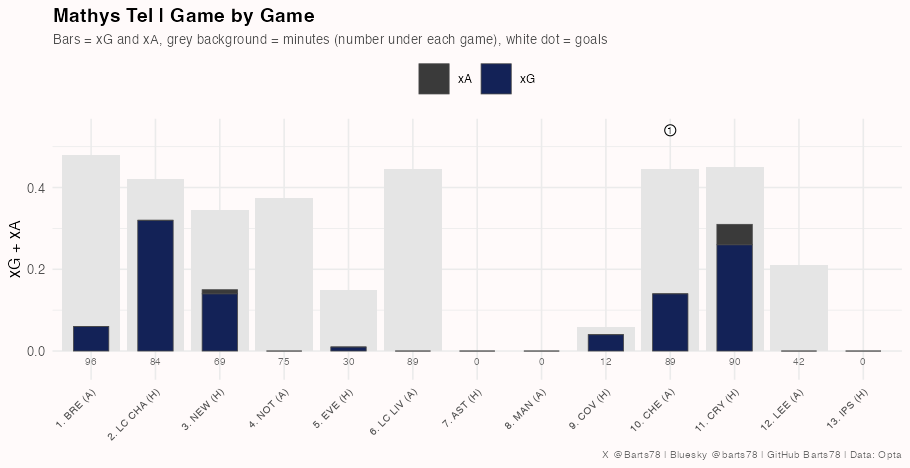 Mathys Tel | Game by Game
Bars = xG and xA, grey background = minutes (number under each game), white dot = goals
xA xG
1
0.4
0.2
0.0
xG + xA
96 84 69 75 30 89 0 0 12 89 90 42 0
1. BRE (A)
2. LC CHA (H)
3. NEW (H)
4. NOT (A)
5. EVE (H)
6. LC LIV (A)
7. AST (H)
8. MAN (A)
9. COV (H)
10. CHE (A)
11. CRY (H)
12. LEE (A)
13. IPS (H)
X @Barts78 | Bluesky @barts78 | GitHub Barts78 | Data: Opta